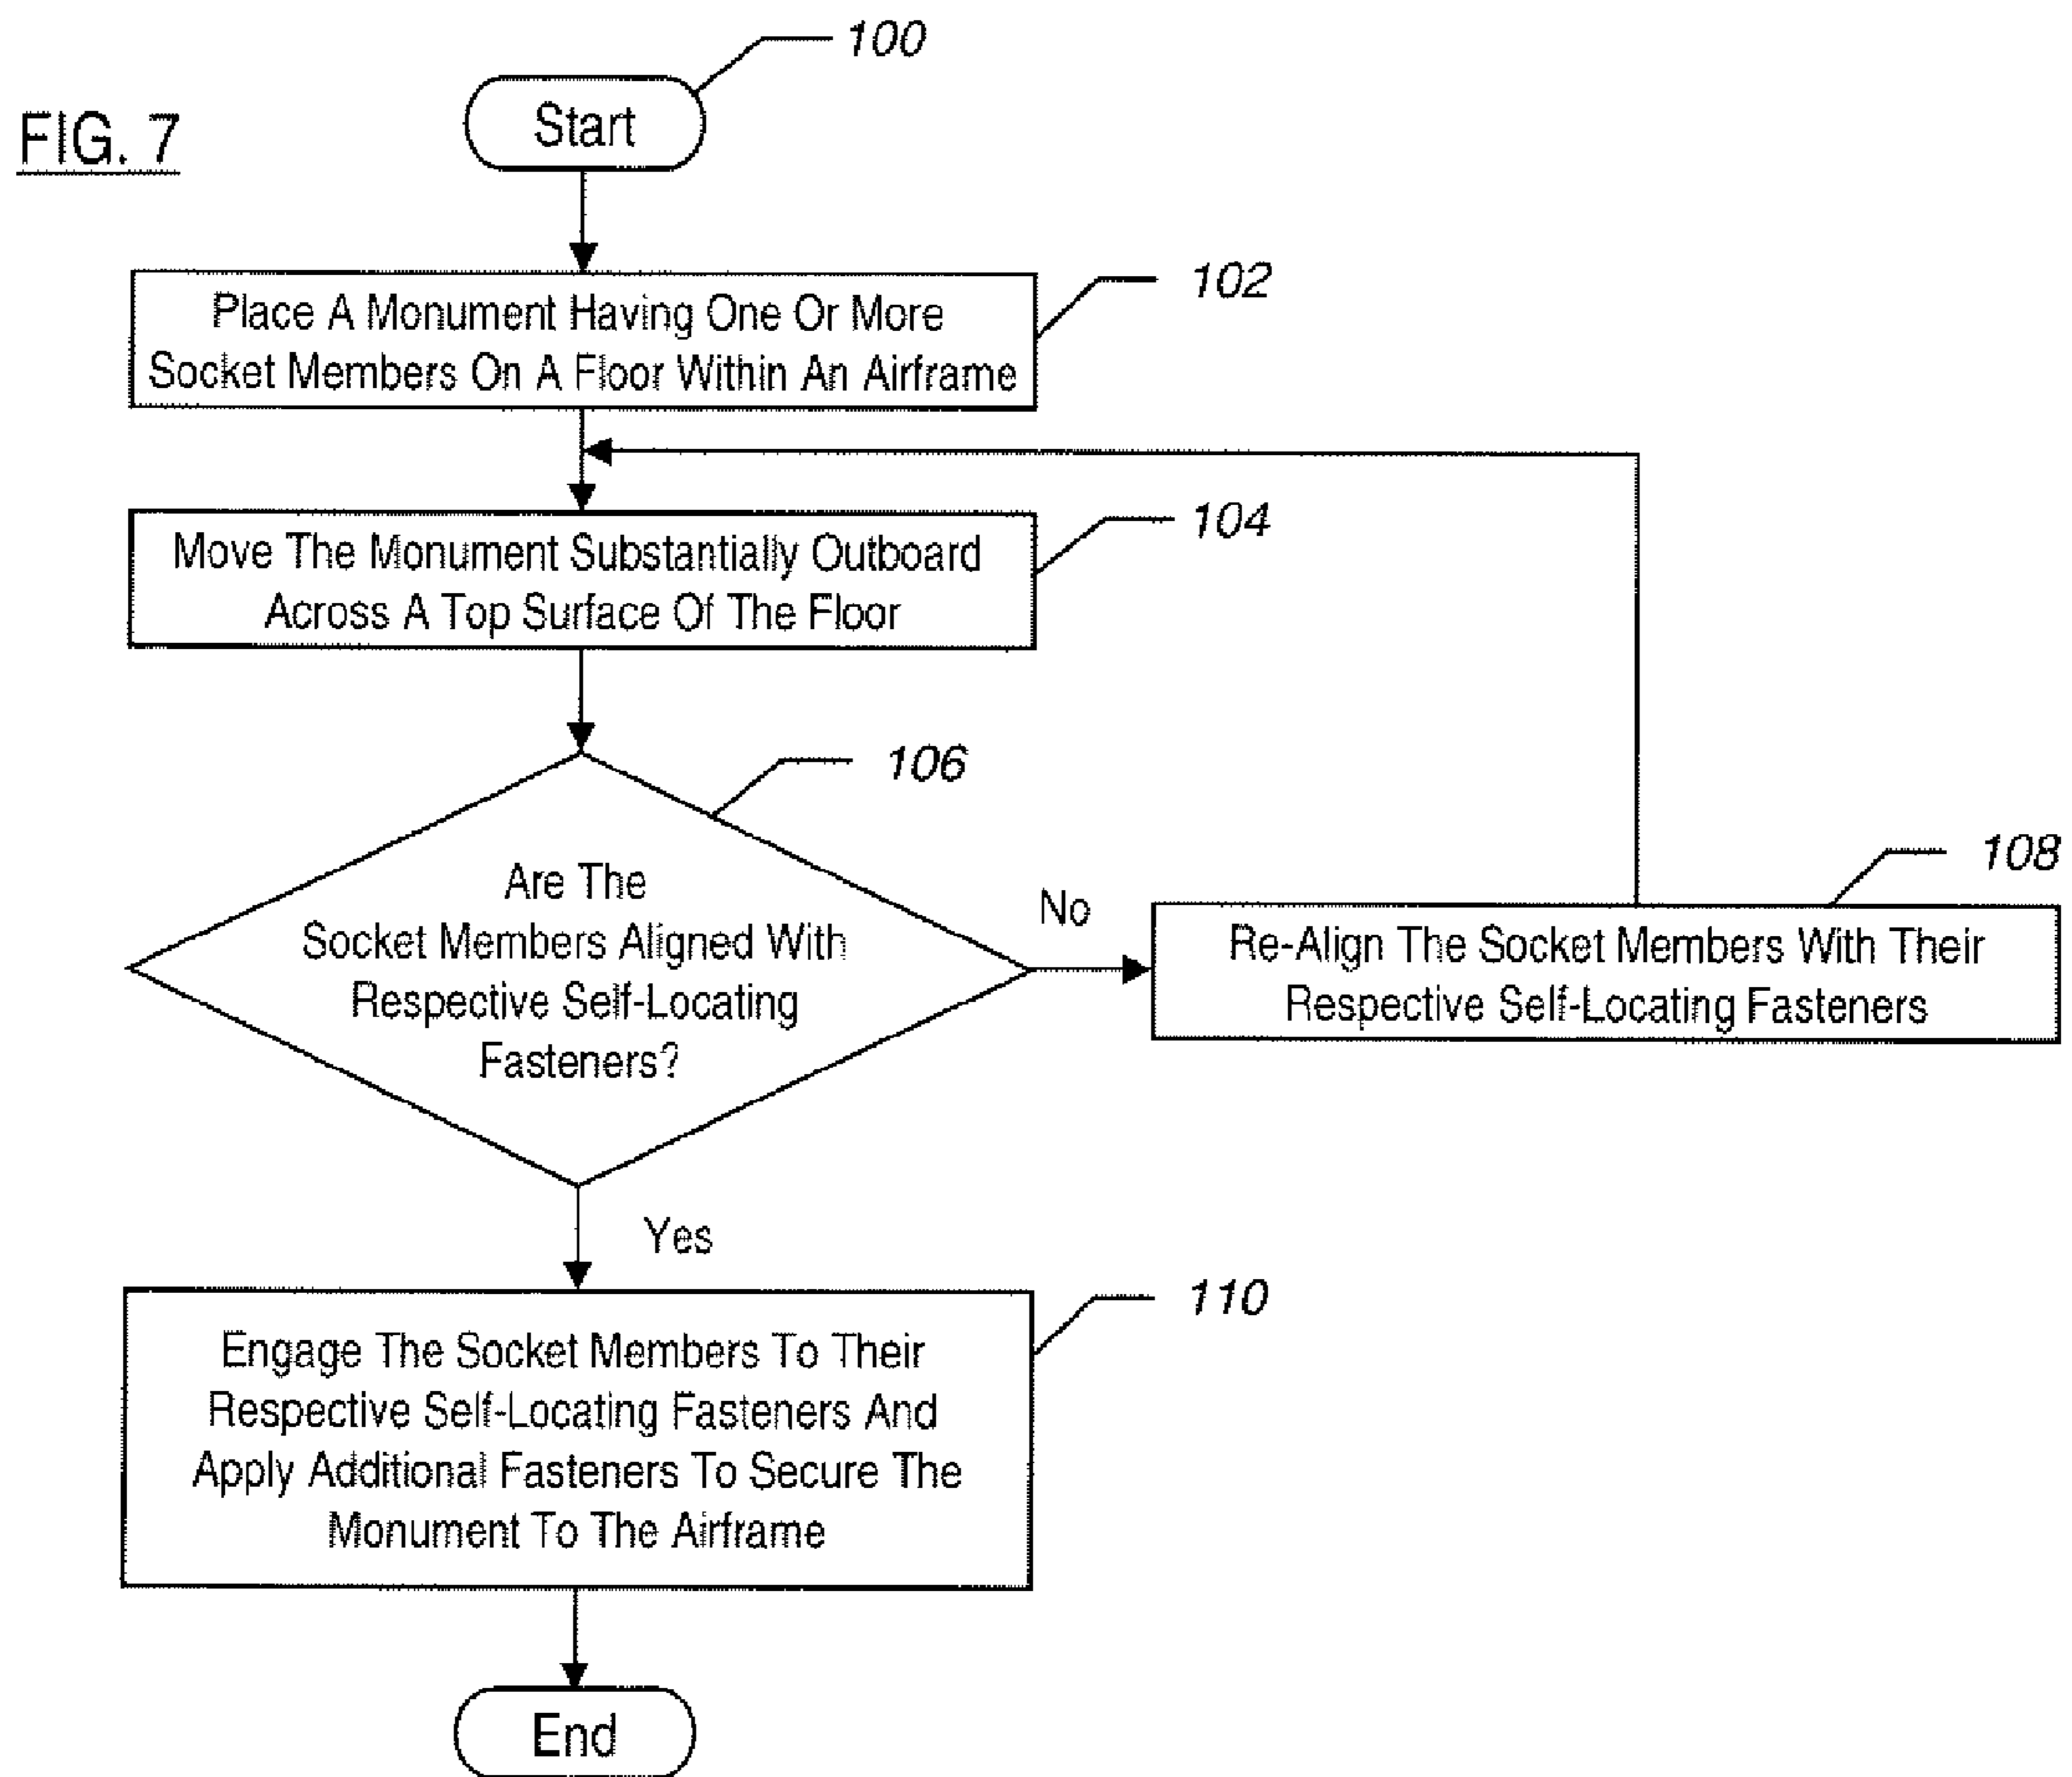 100
FIG. 7
Start
102
Place A Monument Having One Or More
Socket Members On A Floor Within An Airframe
104
Move The Monument Substantially Outboard
Across A Top Surface Of The Floor
106
Are The
Socket Members Aligned With
Respective Self-Locating
Fasteners?
No
108
Re-Align The Socket Members With Their
Respective Self-Locating Fasteners
Yes
110
Engage The Socket Members To Their
Respective Self-Locating Fasteners And
Apply Additional Fasteners To Secure The
Monument To The Airframe
End